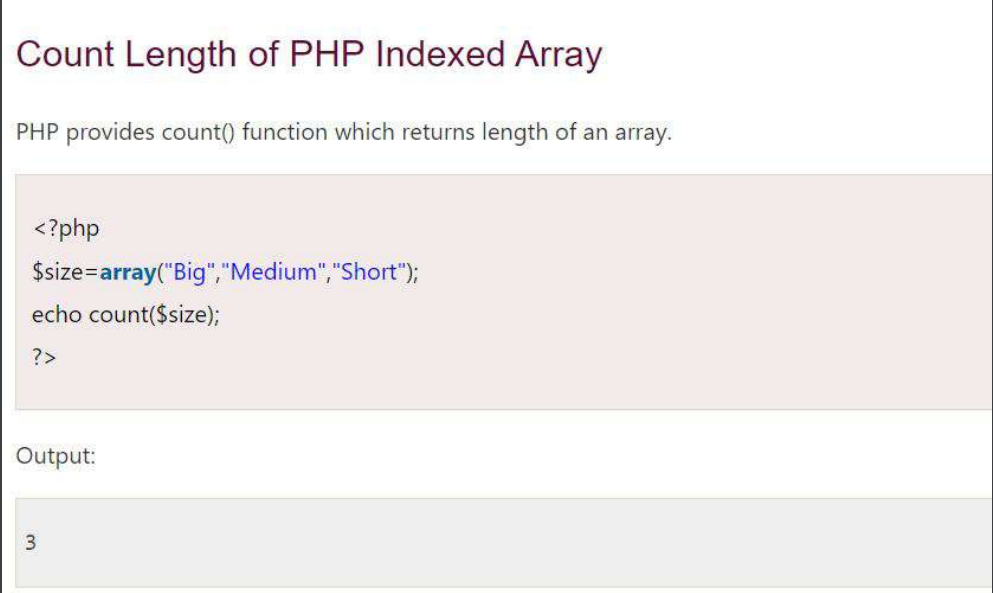 Count Length of PHP Indexed Array
PHP provides count() function which returns length of an array.
<?php
$size=array("Big","Medium","Short");
echo count($size);
?>
Output:
3